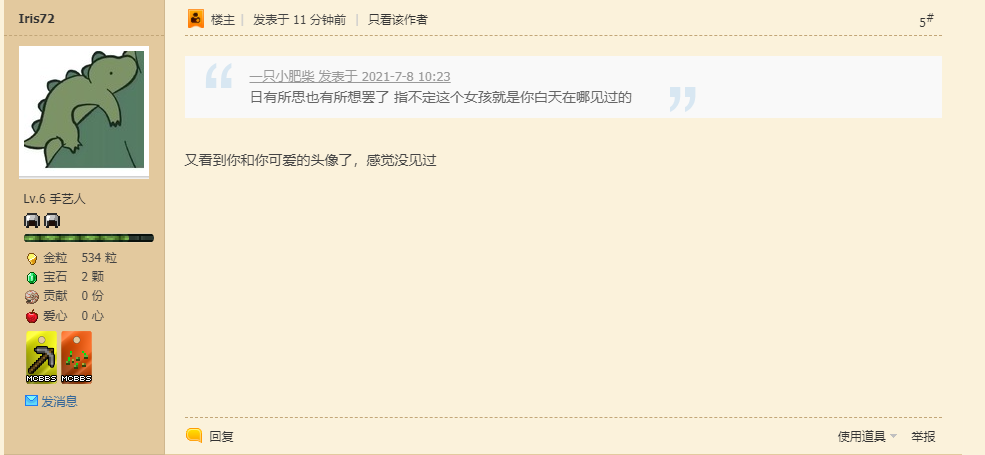 Iris72
楼主 | 发表于 11 分钟前 | 只看该作者
5#
一只小肥柴 发表于 2021-7-8 10:23
日有所思也有所想罢了 指不定这个女孩就是你白天在哪见过的
又看到你和你可爱的头像了，感觉没见过
Lv.6 手艺人
金粒 534 粒
宝石 2 颗
贡献 0 份
爱心 0 心
MCBBS MCBBS
发消息
回复
使用道具 举报